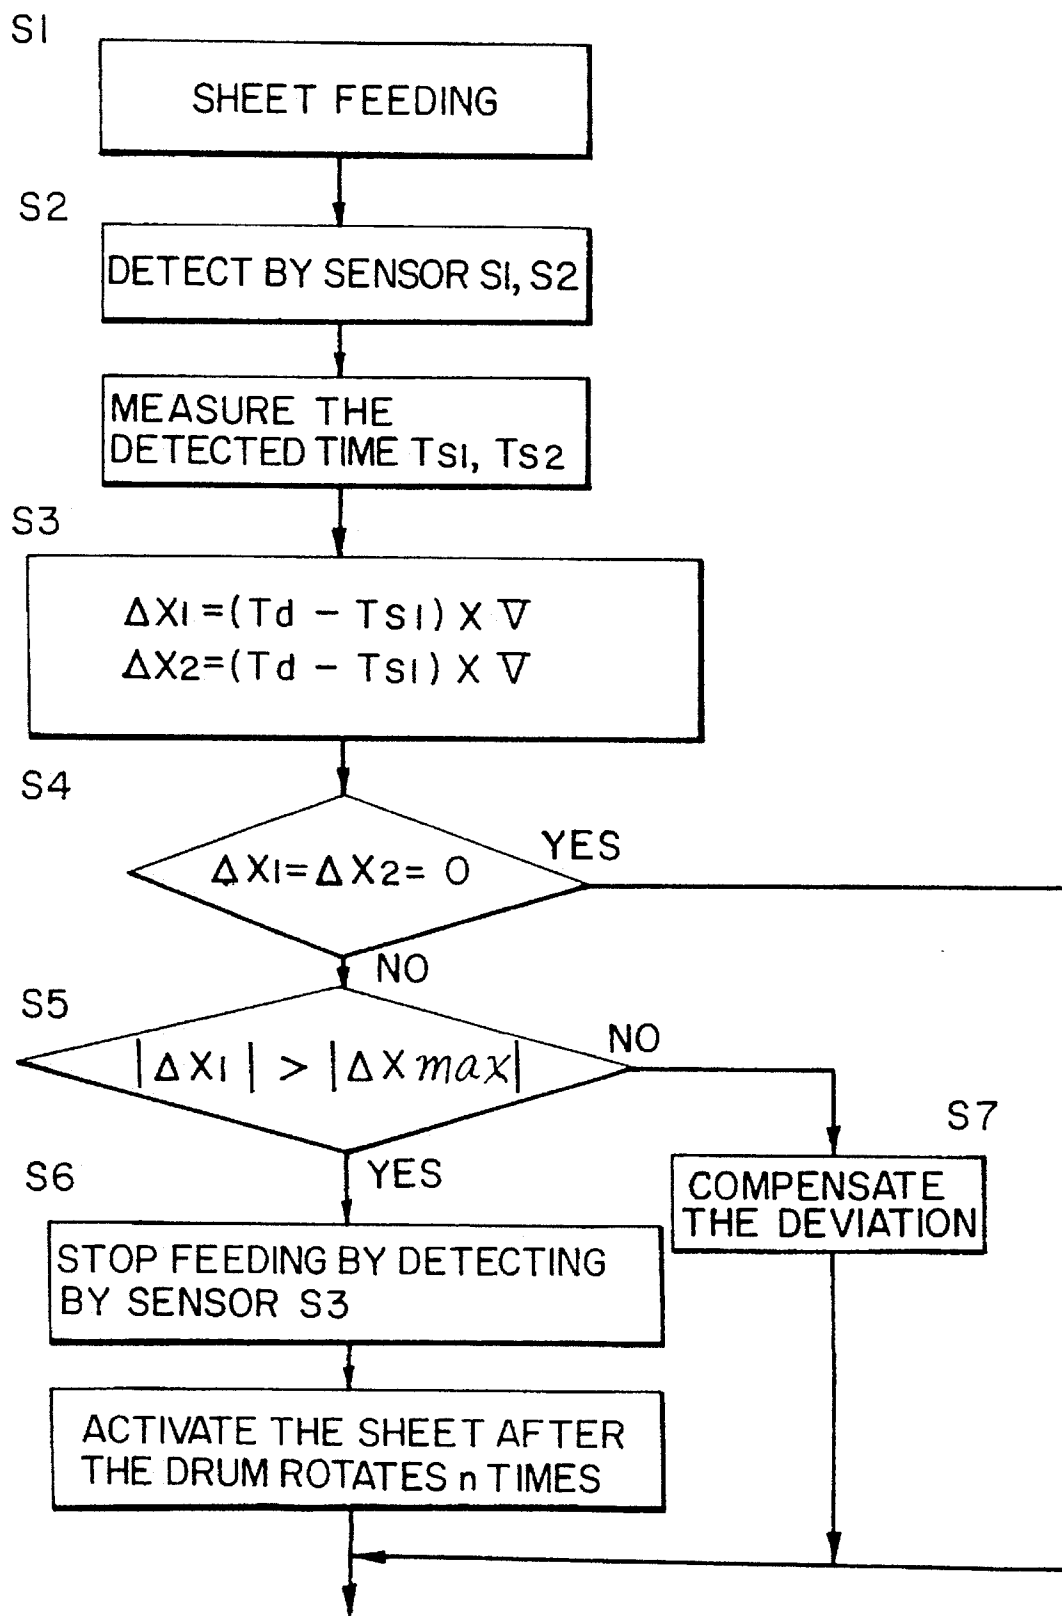 S1
SHEET FEEDING
S2
DETECT BY SENSOR S1, S2
MEASURE THE
DETECTED TIME TS1, TS2
S3
ΔX1=(Td - TS1) X V
ΔX2=(Td - TS1) X V
S4
ΔX1=ΔX2= 0
YES
NO
S5
|ΔX1| > |ΔXmax|
NO
S7
YES
COMPENSATE
THE DEVIATION
S6
STOP FEEDING BY DETECTING
BY SENSOR S3
ACTIVATE THE SHEET AFTER
THE DRUM ROTATES n TIMES